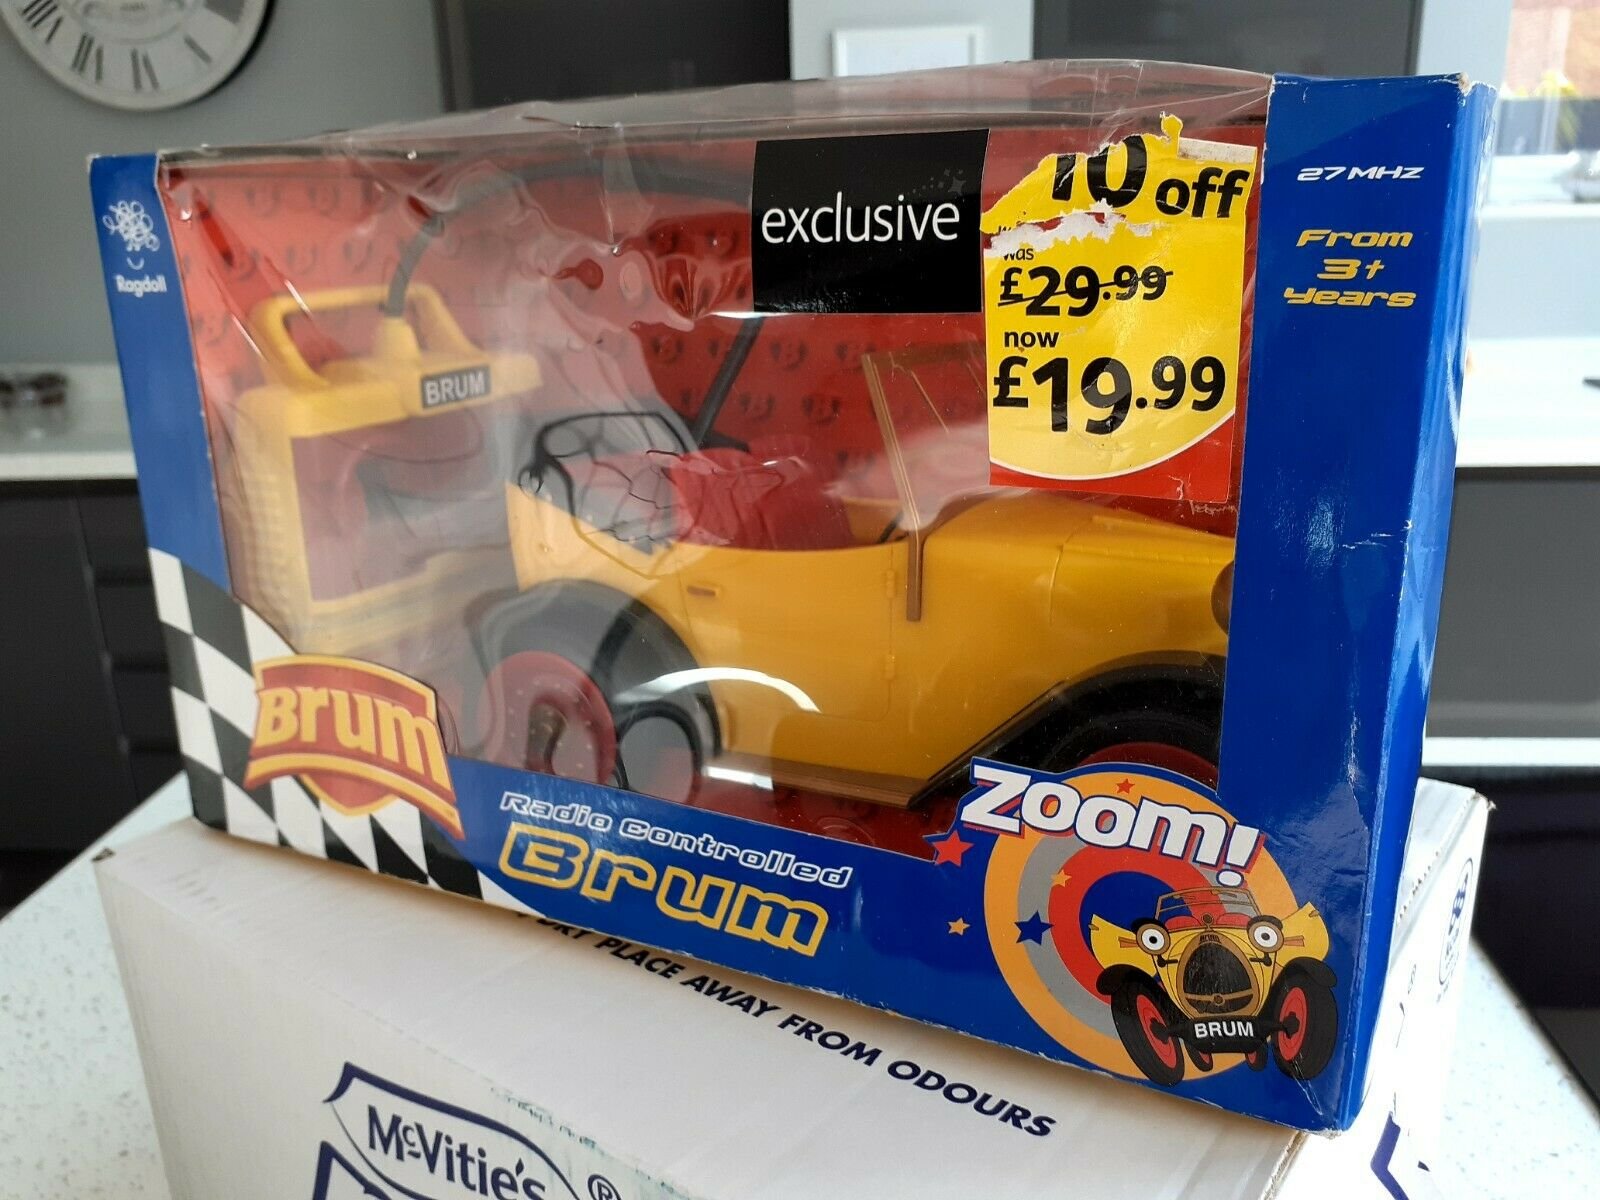 Ragdoll
BRUM
exclusive
10 off
was
£29.99
now
£19.99
27 MHZ
From
3+
years
Brum
Radio Controlled
Brum
Zoom!
BRUM
DRY PLACE AWAY FROM ODOURS
McVitie's ®